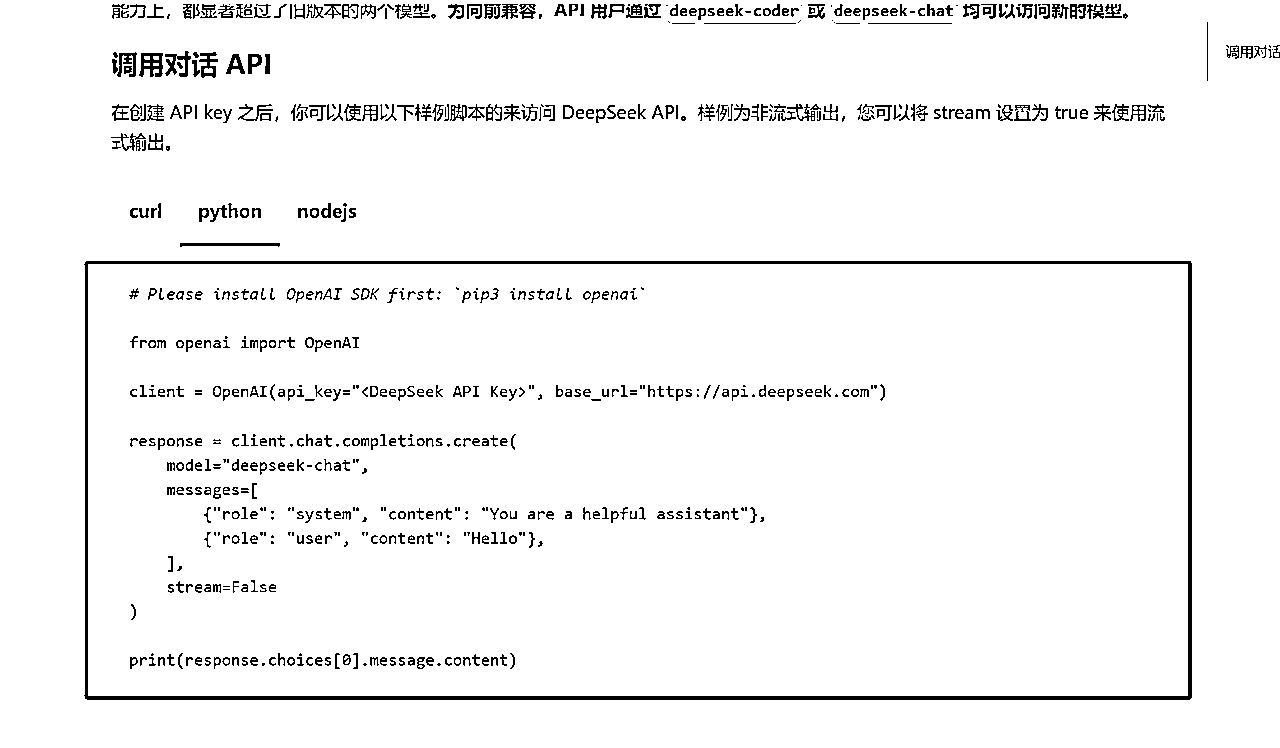 能力上，都显著超过了旧版本的两个模型。为向前兼容，API 用户通过 deepseek-coder 或 deepseek-chat 均可以访问新的模型。
调用对话
调用对话 API
在创建 API key 之后，你可以使用以下样例脚本的来访问 DeepSeek API。样例为非流式输出，您可以将 stream 设置为 true 来使用流
式输出。
curl python nodejs
# Please install OpenAI SDK first: `pip3 install openai`
from openai import OpenAI
client = OpenAI(api_key="<DeepSeek API Key>", base_url="https://api.deepseek.com")
response = client.chat.completions.create(
    model="deepseek-chat",
    messages=[
        {"role": "system", "content": "You are a helpful assistant"},
        {"role": "user", "content": "Hello"},
    ],
    stream=False
)
print(response.choices[0].message.content)